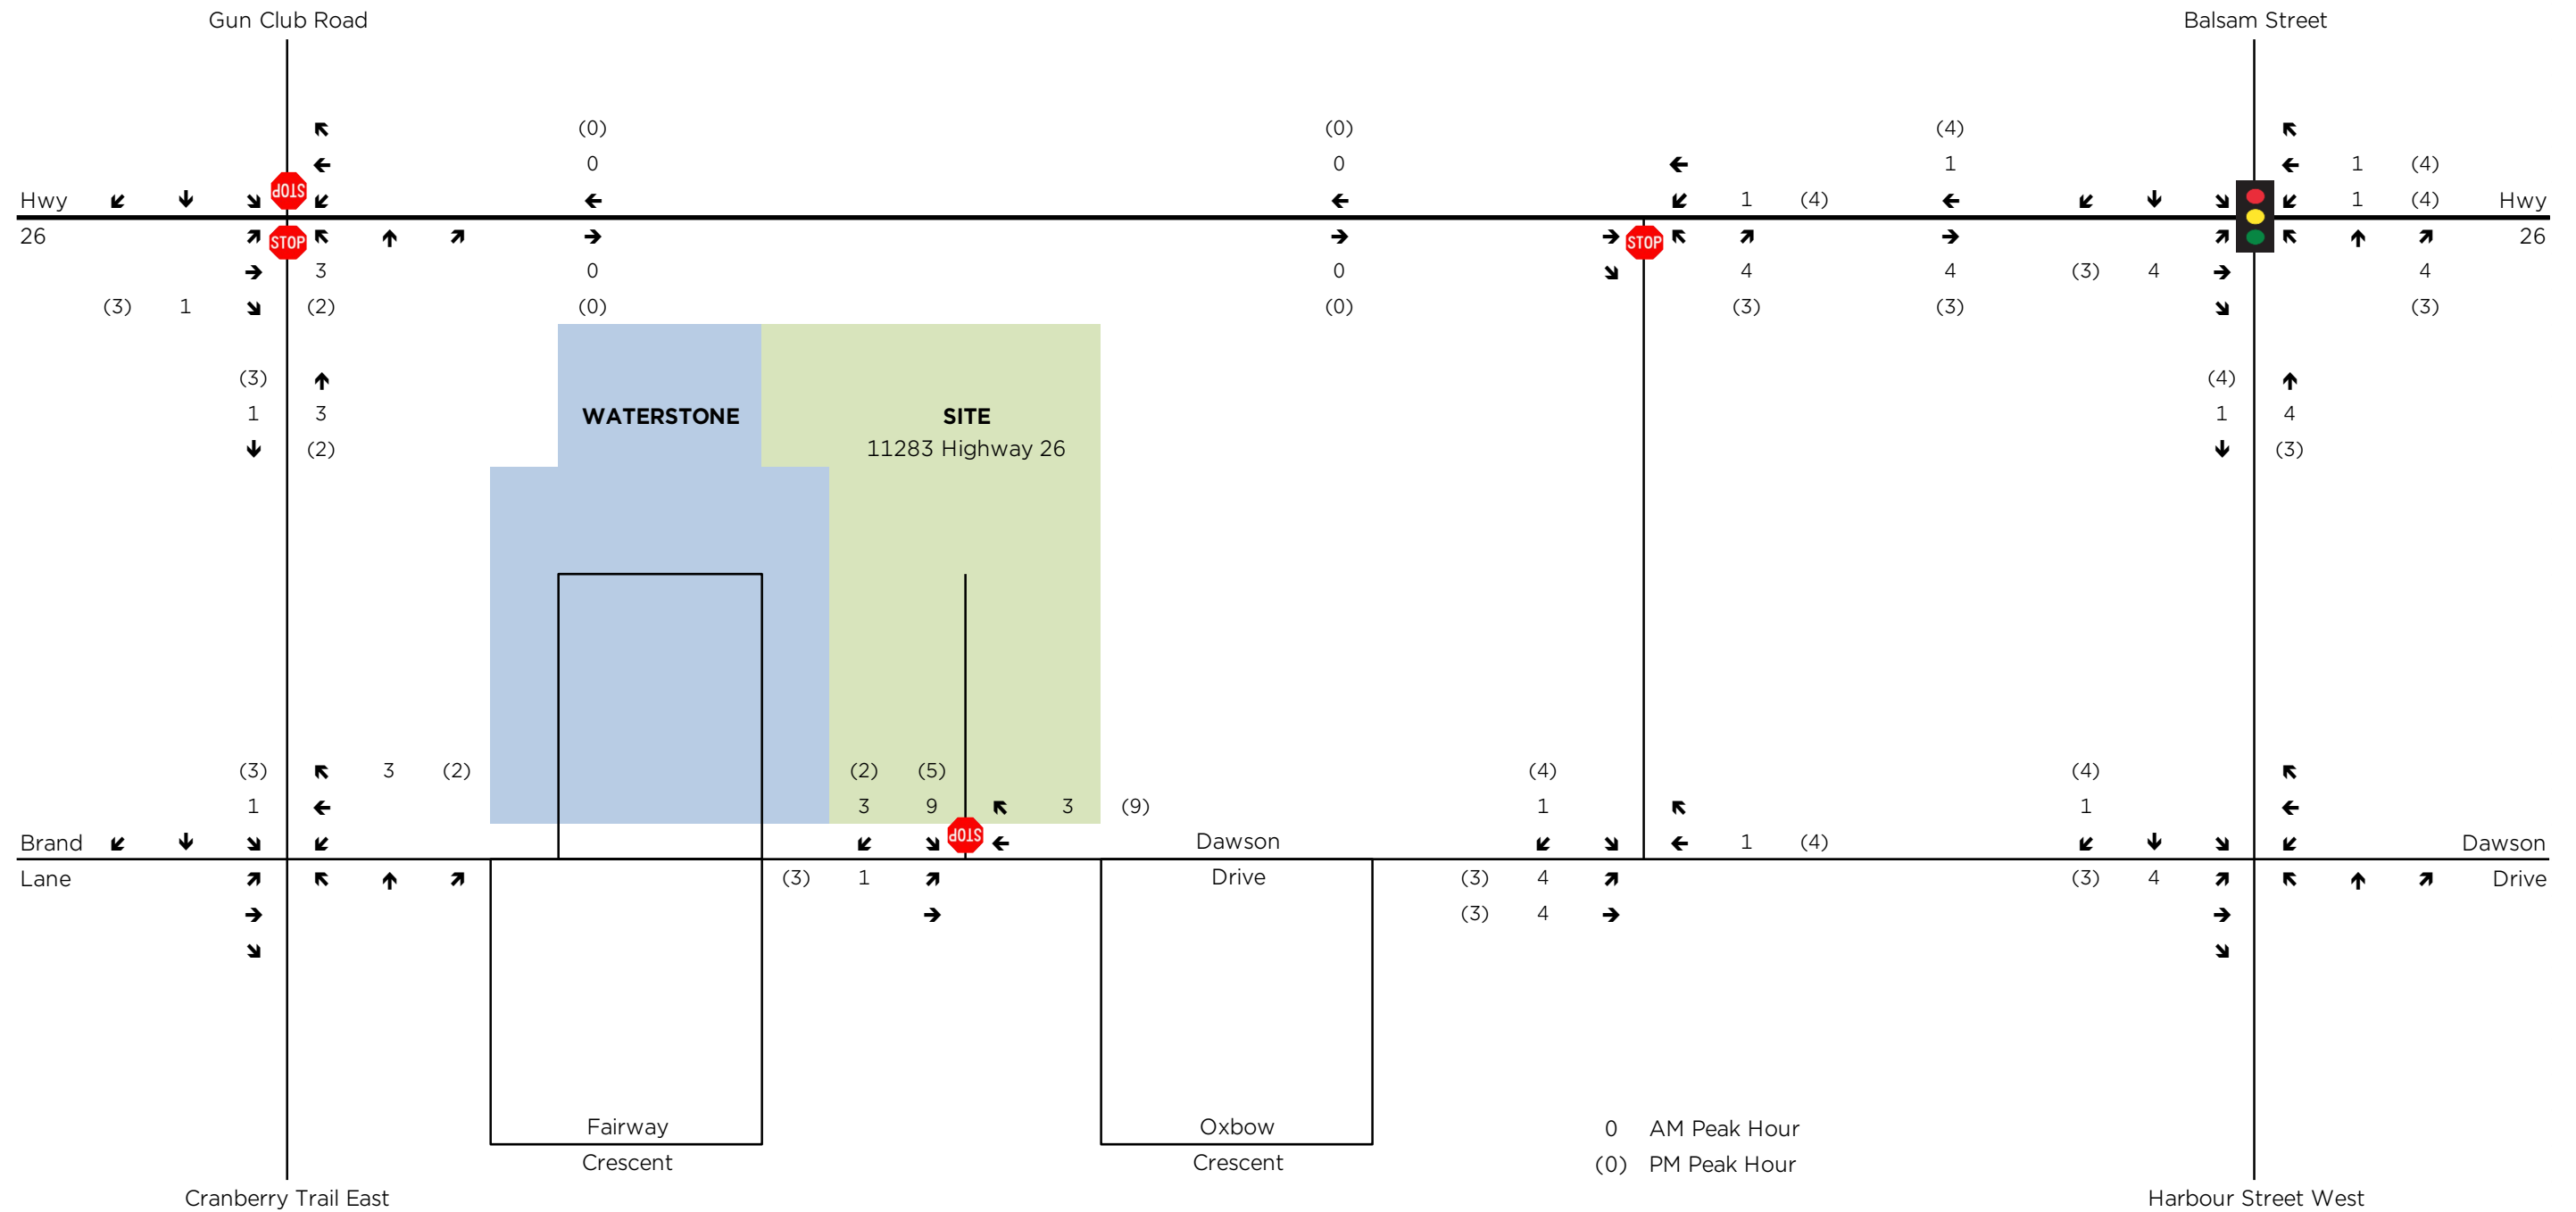 Gun Club Road Balsam Street
(0) (0) (4)
0 0 1 1 (4)
Hwy STOP 1 (4) 1 (4) Hwy
26 STOP STOP 26
3 0 0 4 4 (3) 4 4
(3) 1 (2) (0) (0) (3) (3) (3)
(3) (4)
1 3 WATERSTONE SITE 1 4
(2) 11283 Highway 26 (3)
(3) 3 (2) (2) (5) (4) (4)
1 3 9 3 (9) 1 1
Brand STOP Dawson 1 (4) Dawson
Lane (3) 1 Drive (3) 4 (3) 4 Drive
(3) 4
Fairway Oxbow 0 AM Peak Hour
Crescent Crescent (0) PM Peak Hour
Cranberry Trail East Harbour Street West